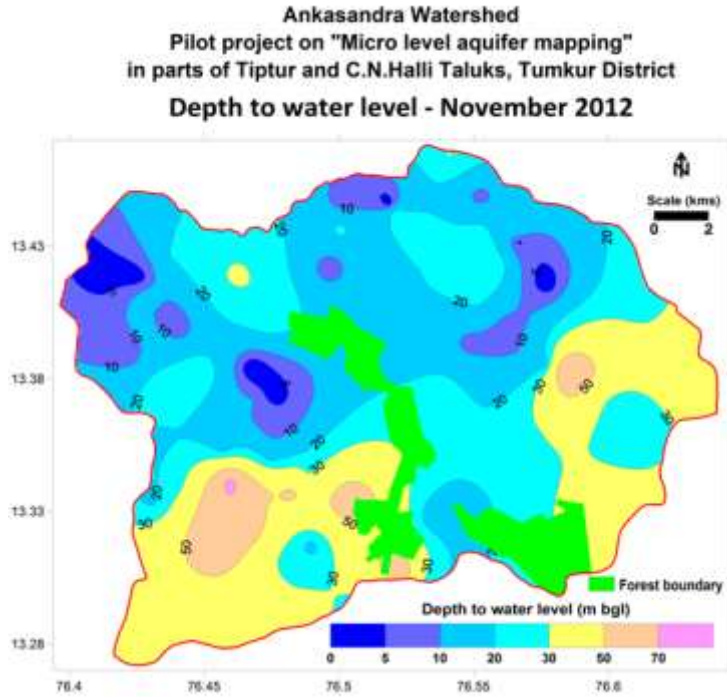 Ankasandra Watershed
Pilot project on "Micro level aquifer mapping"
in parts of Tiptur and C.N.Halli Taluks, Tumkur District
Depth to water level - November 2012
N
Scale (kms)
0 2
13.43
13.38
13.33
13.28
10
20
20
20
10
10
10
20
10
20
5
10
20
30
50
30
20
30
20
30
50
50
30
30
Forest boundary
Depth to water level (m bgl)
0 5 10 20 30 50 70
76.4 76.45 76.5 76.55 76.6